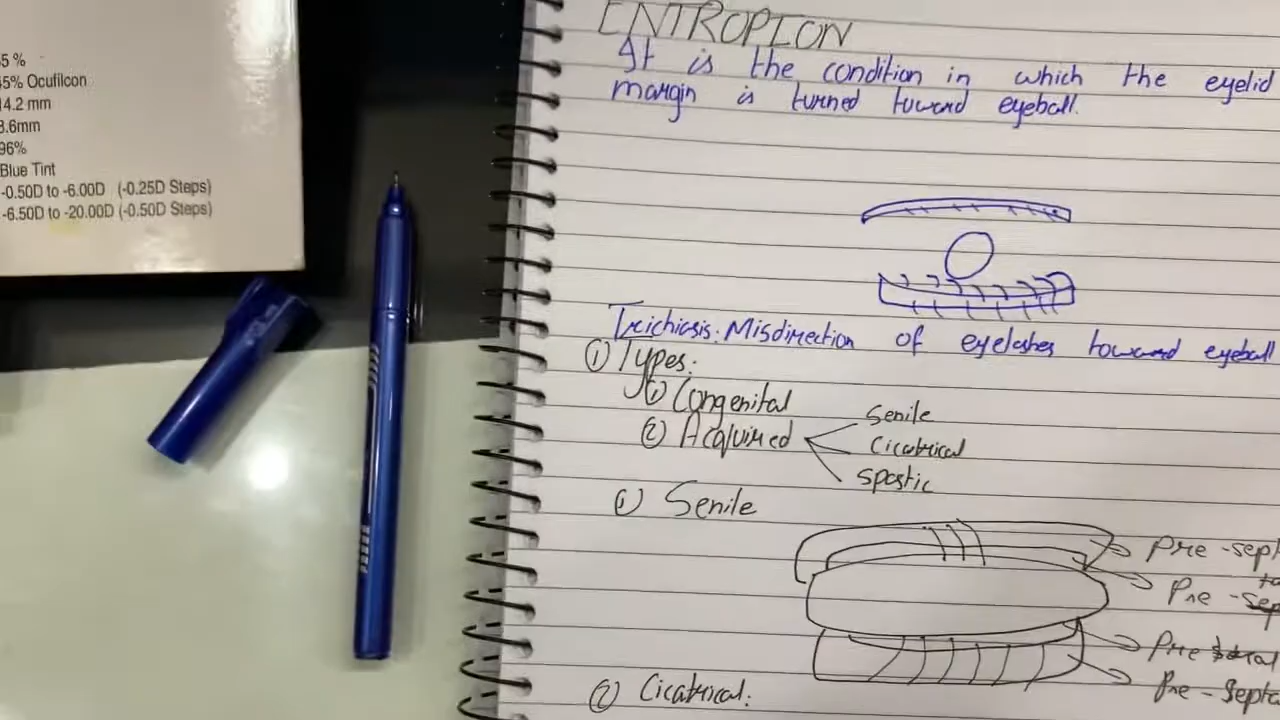 5 %
45% Ocufilcon
14.2 mm
8.6mm
96%
Blue Tint
-0.50D to -6.00D (-0.25D Steps)
-6.50D to -20.00D (-0.50D Steps)
ENTROPION
It is the condition in which the eyelid
margin is turned toward eyeball.
Trichiasis: Misdirection of eyelashes toward eyeball
① Types:
① Congenital
② Acquired
Senile
Cicatrical
Spastic
① Senile
Pre-sept
Pre -
Pre
Pre-Septa
② Cicatrical: